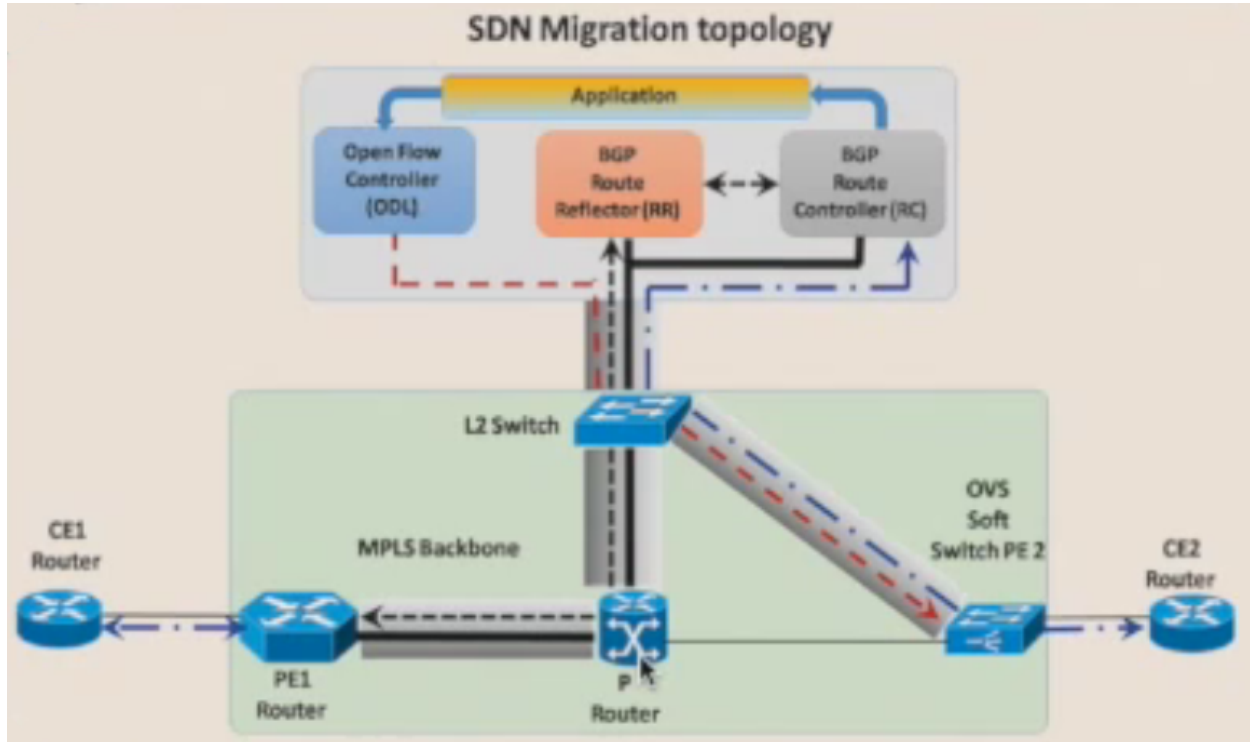 SDN Migration topology
Application
Open Flow
Controller
(ODL)
BGP
Route
Reflector(RR)
BGP
Route
Controller(RC)
L2 Switch
OVS
Soft
Switch PE 2
CE1
Router
MPLS Backbone
CE2
Router
PE1
Router
P
Router